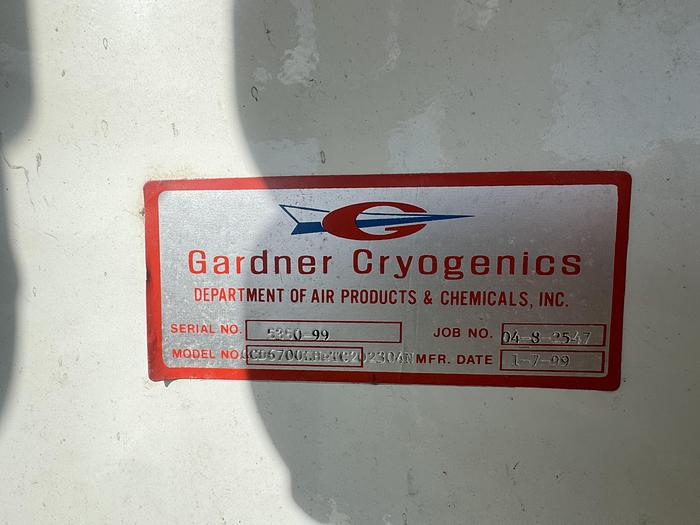 Gardner Cryogenics
DEPARTMENT OF AIR PRODUCTS & CHEMICALS, INC.
SERIAL NO. 5350-99 JOB NO. 04-8-2547
MODEL NO. MFR. DATE 1-7-99